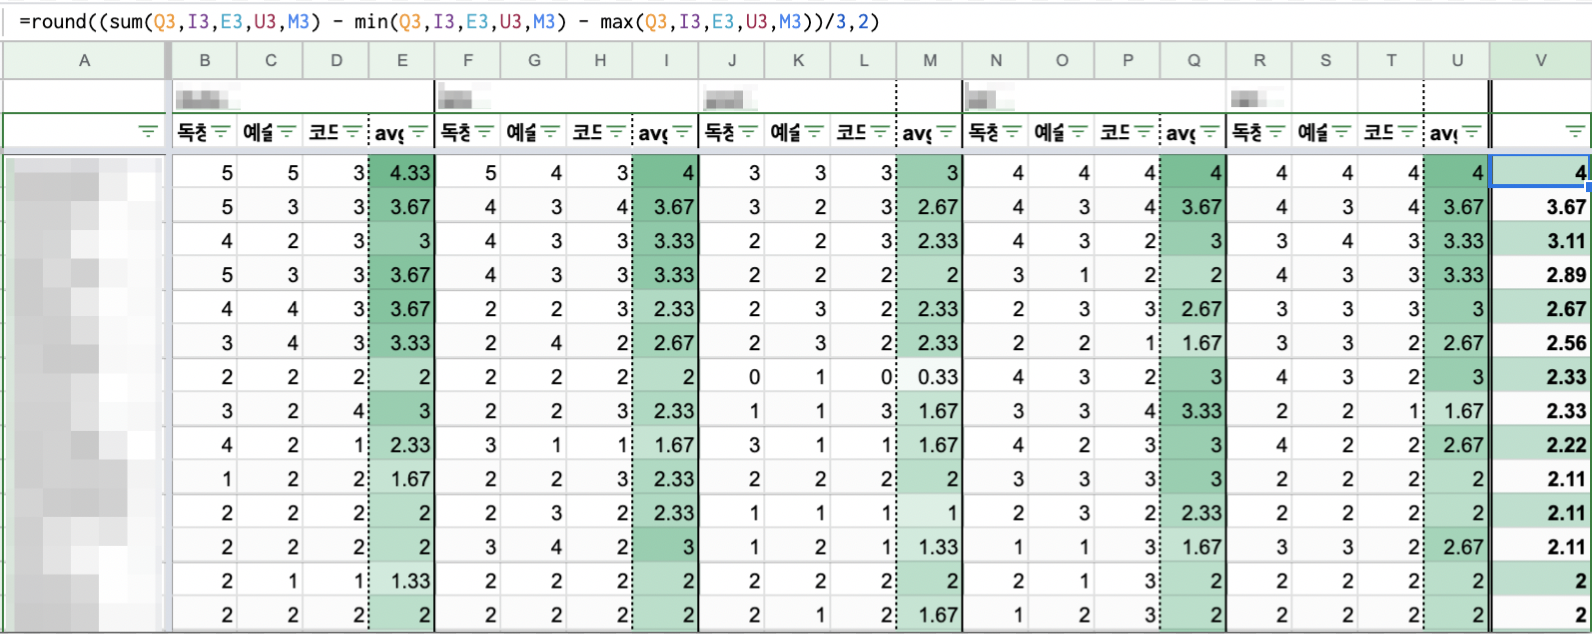 =round((sum(Q3,I3,E3,U3,M3) - min(Q3,I3,E3,U3,M3) - max(Q3,I3,E3,U3,M3))/3,2)
A B C D E F G H I J K L M N O P Q R S T U V
독창 예술 코드 avg 독창 예술 코드 avg 독창 예술 코드 avg 독창 예술 코드 avg 독창 예술 코드 avg
5 5 3 4.33 5 4 3 4 3 3 3 3 4 4 4 4 4 4 4 4 4
5 3 3 3.67 4 3 4 3.67 3 2 3 2.67 4 3 4 3.67 4 3 4 3.67 3.67
4 2 3 3 4 3 3 3.33 2 2 3 2.33 4 3 2 3 3 4 3 3.33 3.11
5 3 3 3.67 4 3 3 3.33 2 2 2 2 3 1 2 2 4 3 3 3.33 2.89
4 4 3 3.67 2 2 3 2.33 2 3 2 2.33 2 3 3 2.67 3 3 3 3 2.67
3 4 3 3.33 2 4 2 2.67 2 3 2 2.33 2 2 1 1.67 3 3 2 2.67 2.56
2 2 2 2 2 2 2 2 0 1 0 0.33 4 3 2 3 4 3 2 3 2.33
3 2 4 3 2 2 3 2.33 1 1 3 1.67 3 3 4 3.33 2 2 1 1.67 2.33
4 2 1 2.33 3 1 1 1.67 3 1 1 1.67 4 2 3 3 4 2 2 2.67 2.22
1 2 2 1.67 2 2 3 2.33 2 2 2 2 3 3 3 3 2 2 2 2 2.11
2 2 2 2 2 3 2 2.33 1 1 1 1 2 3 2 2.33 2 2 2 2 2.11
2 2 2 2 3 4 2 3 1 2 1 1.33 1 1 3 1.67 3 3 2 2.67 2.11
2 1 1 1.33 2 2 2 2 2 2 2 2 2 1 3 2 2 2 2 2 2
2 2 2 2 2 2 2 2 2 1 2 1.67 1 2 3 2 2 2 2 2 2